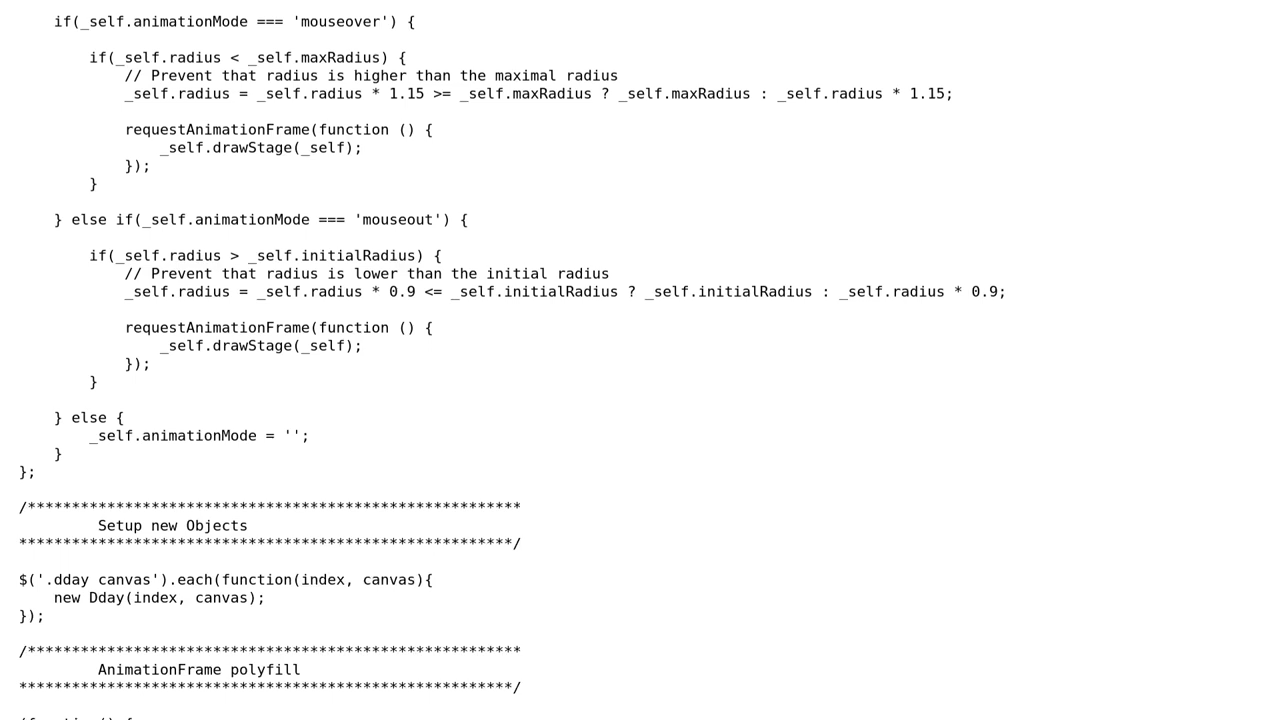 if(_self.animationMode === 'mouseover') {

        if(_self.radius < _self.maxRadius) {
            // Prevent that radius is higher than the maximal radius
            _self.radius = _self.radius * 1.15 >= _self.maxRadius ? _self.maxRadius : _self.radius * 1.15;

            requestAnimationFrame(function () {
                _self.drawStage(_self);
            });
        }

    } else if(_self.animationMode === 'mouseout') {

        if(_self.radius > _self.initialRadius) {
            // Prevent that radius is lower than the initial radius
            _self.radius = _self.radius * 0.9 <= _self.initialRadius ? _self.initialRadius : _self.radius * 0.9;

            requestAnimationFrame(function () {
                _self.drawStage(_self);
            });
        }

    } else {
        _self.animationMode = '';
    }
};

/********************************************************
         Setup new Objects
********************************************************/

$('.dday canvas').each(function(index, canvas){
    new Dday(index, canvas);
});

/********************************************************
         AnimationFrame polyfill
********************************************************/